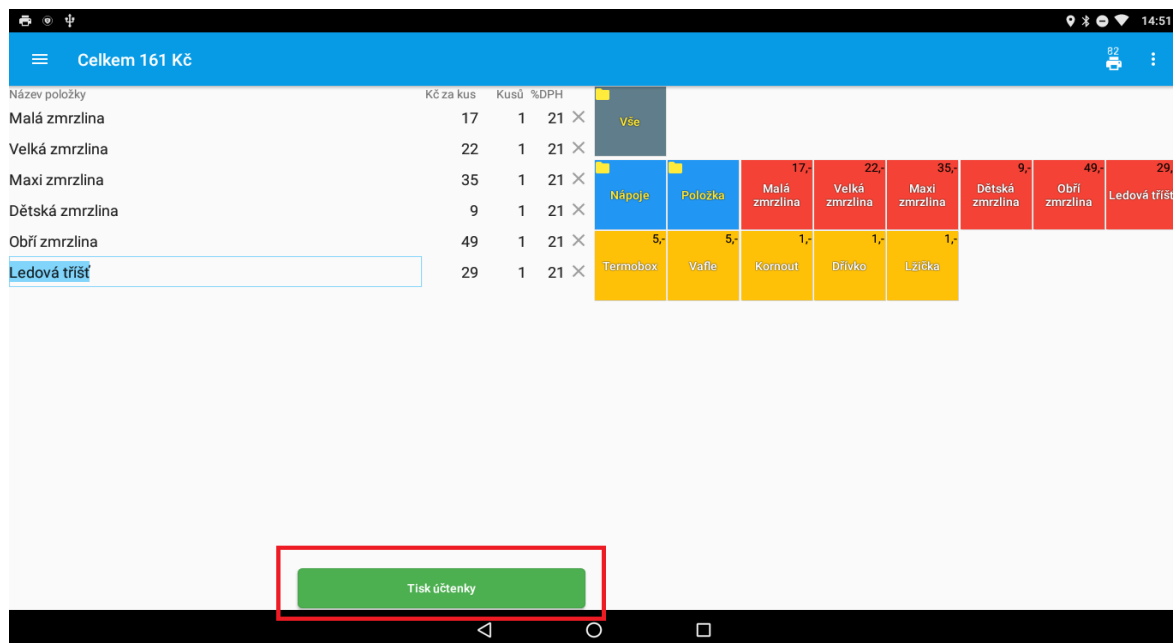 14:51
Celkem 161 Kč
82
Název položky Kč za kus Kusů %DPH
Malá zmrzlina 17 1 21
Velká zmrzlina 22 1 21
Maxi zmrzlina 35 1 21
Dětská zmrzlina 9 1 21
Obří zmrzlina 49 1 21
Ledová tříšť 29 1 21
Vše
Nápoje
Položka
17,-
Malá
zmrzlina
22,-
Velká
zmrzlina
35,-
Maxi
zmrzlina
9,-
Dětská
zmrzlina
49,-
Obří
zmrzlina
29,
Ledová tříšť
5,-
Termobox
5,-
Vafle
1,-
Kornout
1,-
Dřívko
1,-
Lžička
Tisk účtenky